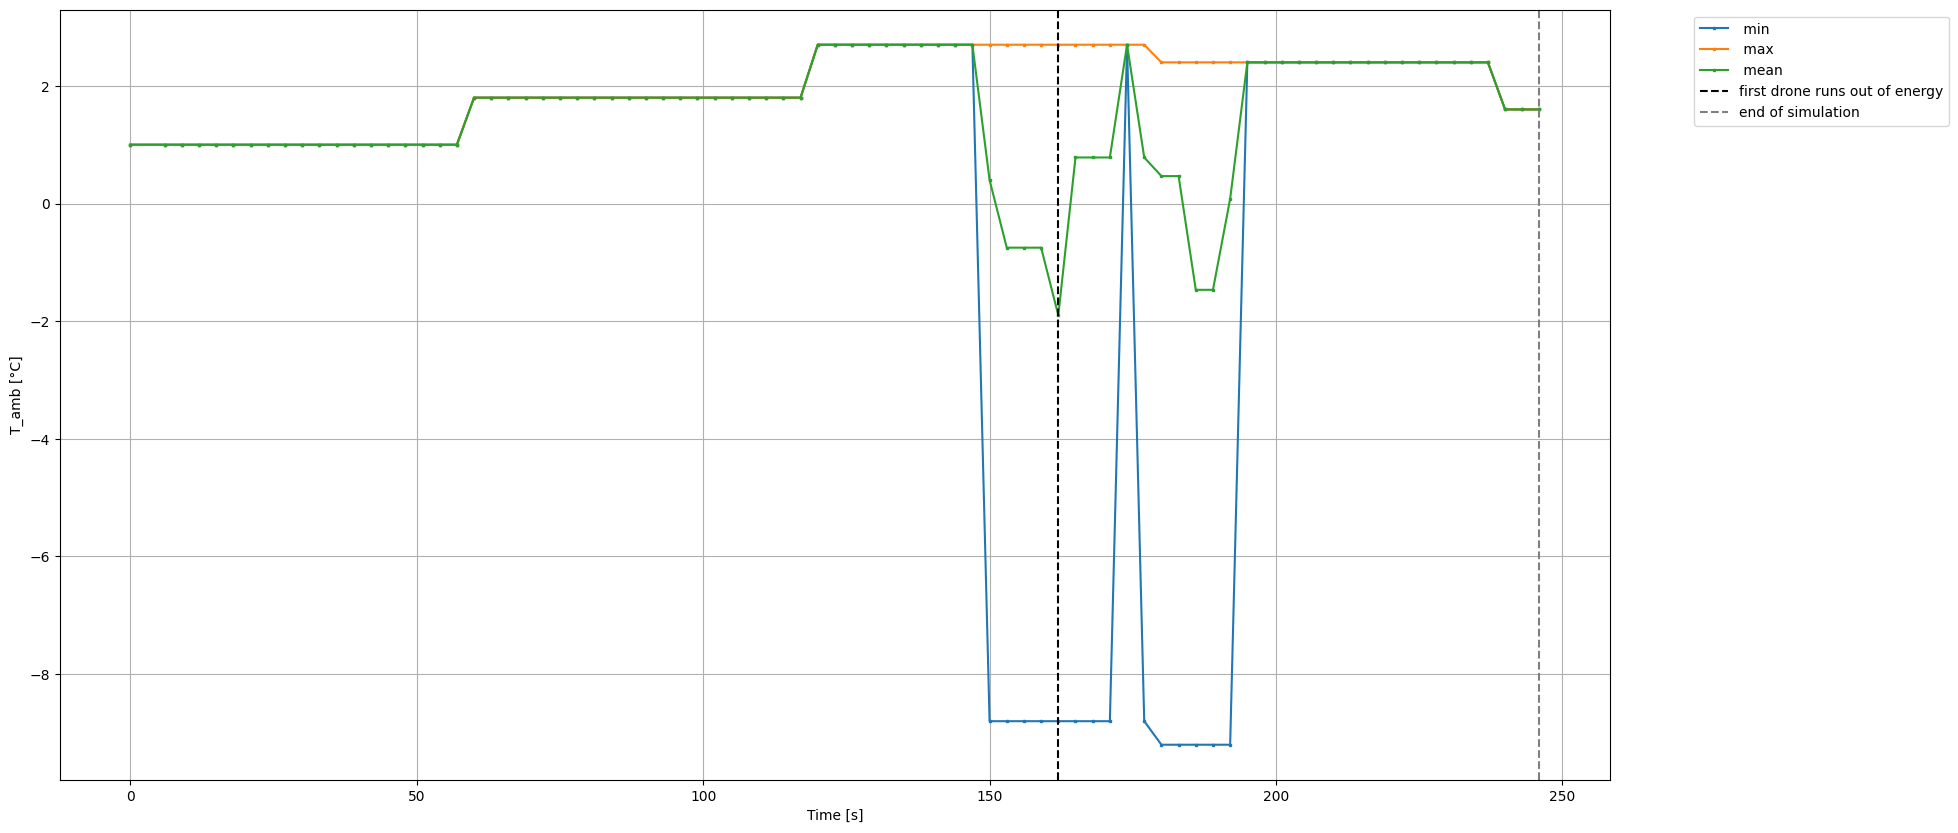 min
max
mean
first drone runs out of energy
end of simulation
2
0
−2
−4
−6
−8
T_amb [°C]
0
50
100
150
200
250
Time [s]